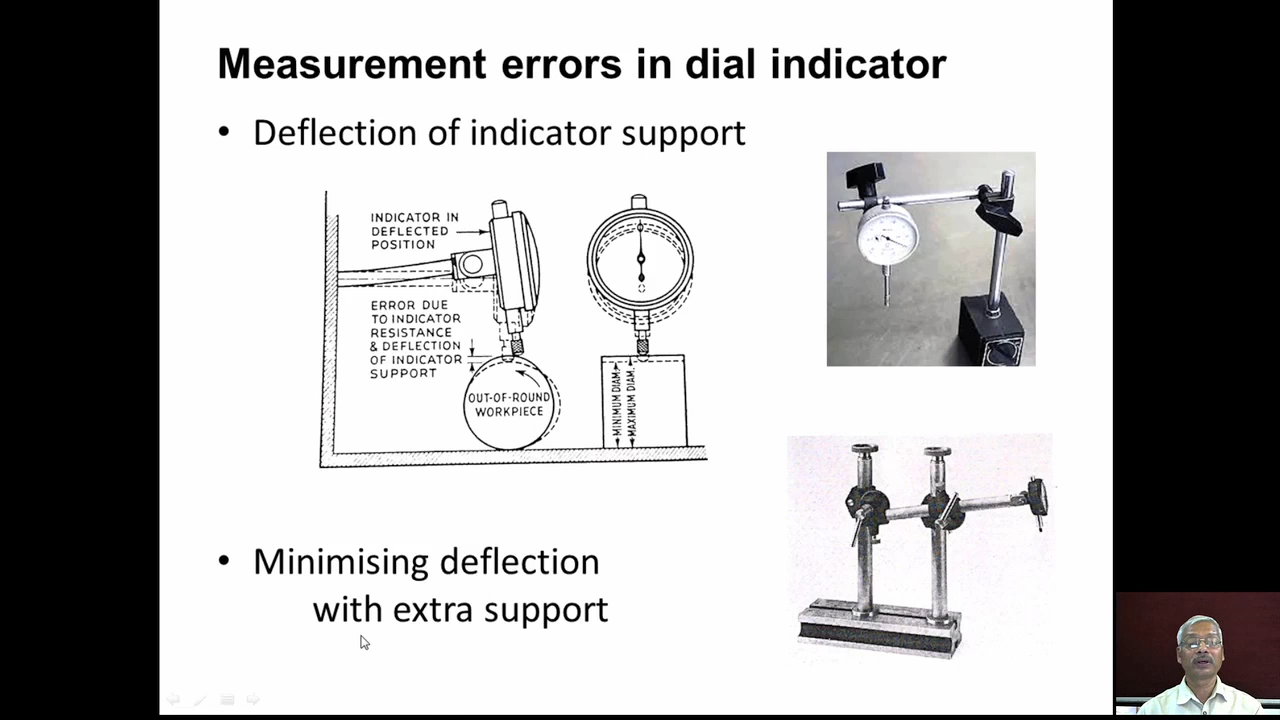 Measurement errors in dial indicator
• Deflection of indicator support
INDICATOR IN
DEFLECTED
POSITION
ERROR DUE
TO INDICATOR
RESISTANCE
& DEFLECTION
OF INDICATOR
SUPPORT
OUT-OF-ROUND
WORKPIECE
MINIMUM DIAM.
MAXIMUM DIAM.
• Minimising deflection
with extra support